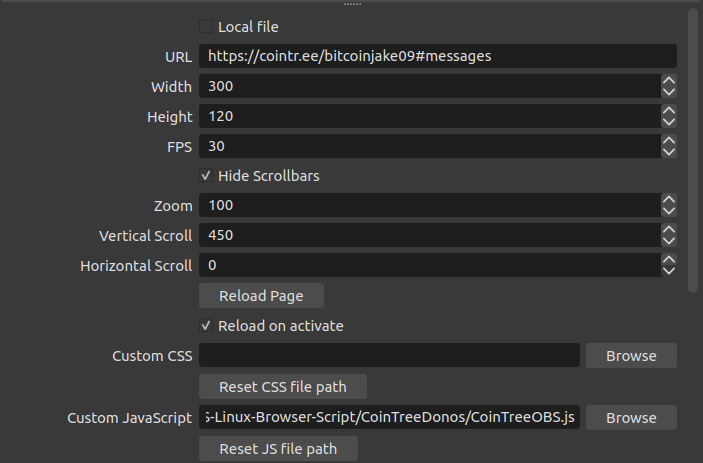 Local file
URL https://cointr.ee/bitcoinjake09#messages
Width 300
Height 120
FPS 30
Hide Scrollbars
Zoom 100
Vertical Scroll 450
Horizontal Scroll 0
Reload Page
Reload on activate
Custom CSS Browse
Reset CSS file path
Custom JavaScript s-Linux-Browser-Script/CoinTreeDonos/CoinTreeOBS.js Browse
Reset JS file path